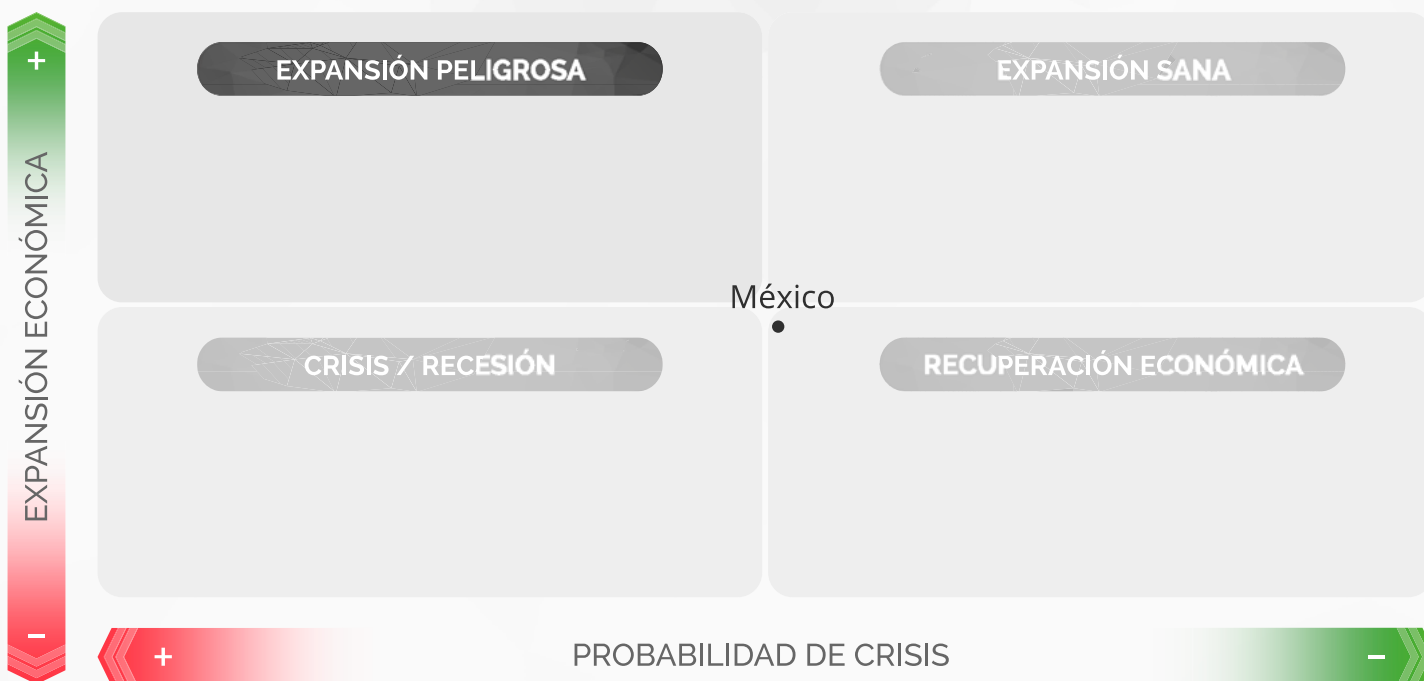 +
EXPANSIÓN ECONÓMICA
−
EXPANSIÓN PELIGROSA
EXPANSIÓN SANA
México
CRISIS / RECESIÓN
RECUPERACIÓN ECONÓMICA
+
PROBABILIDAD DE CRISIS
−